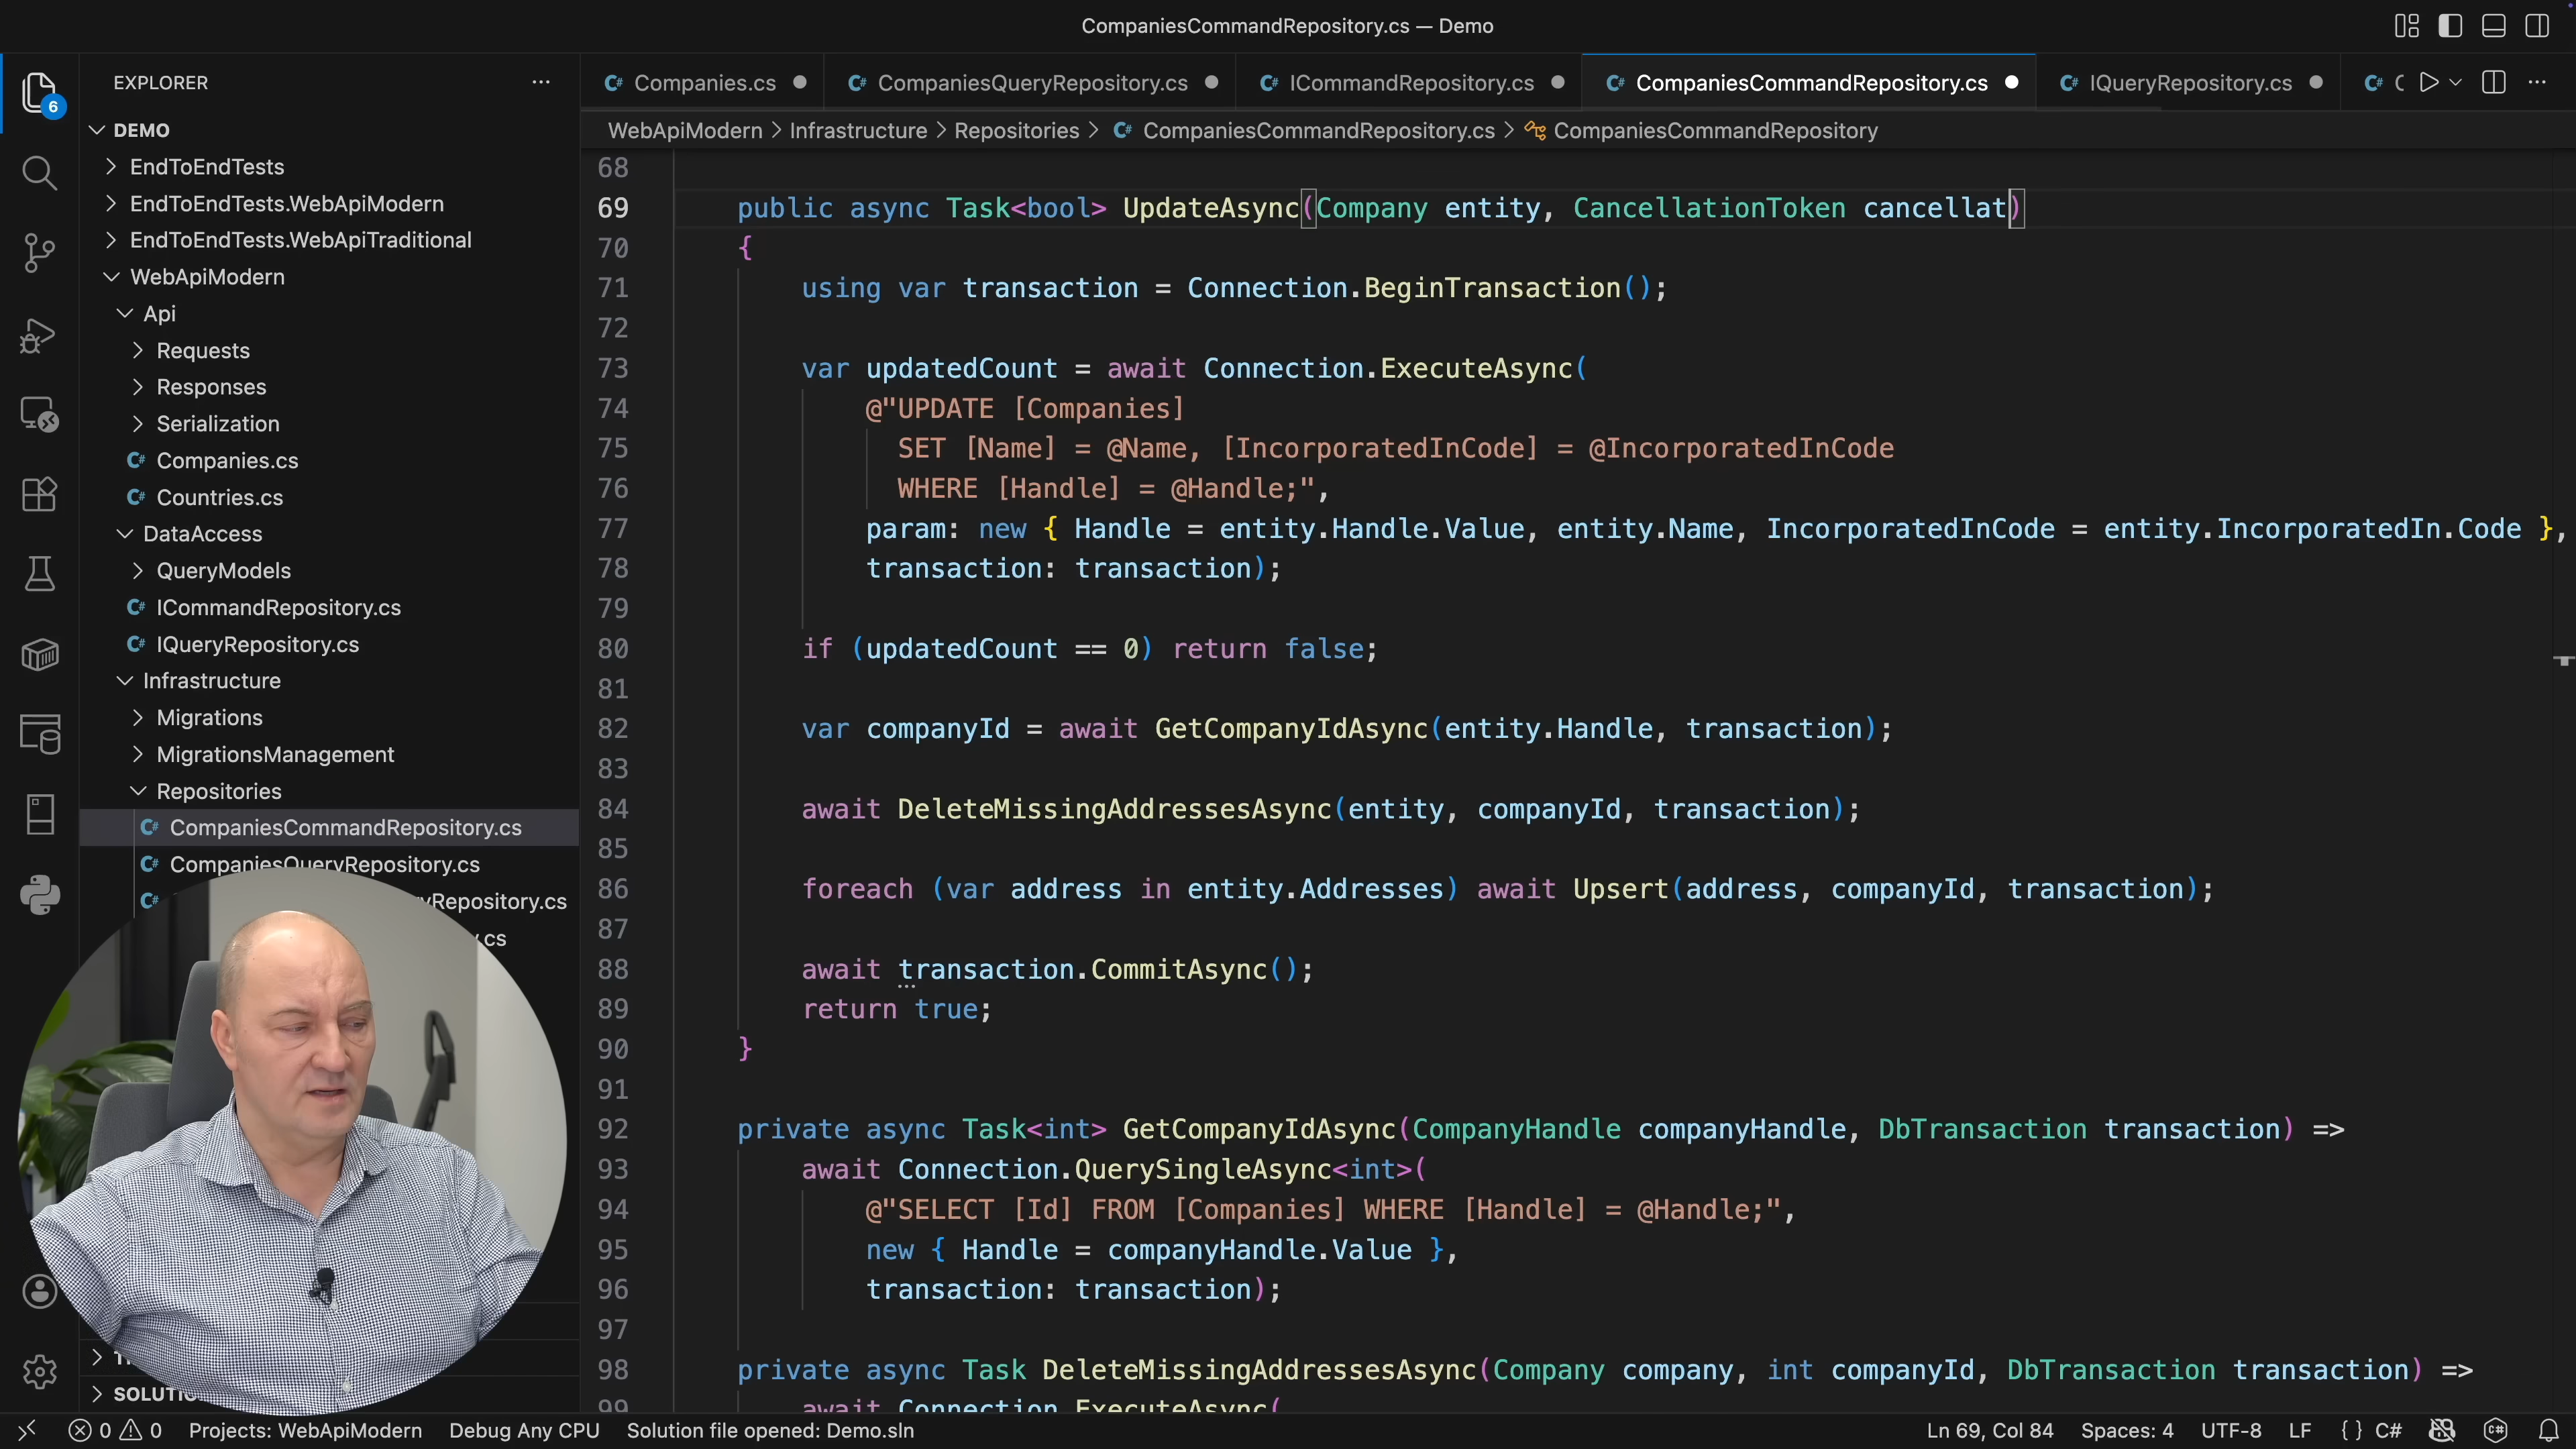 CompaniesCommandRepository.cs — Demo
EXPLORER
6
DEMO
EndToEndTests
EndToEndTests.WebApiModern
EndToEndTests.WebApiTraditional
WebApiModern
Api
Requests
Responses
Serialization
C# Companies.cs
C# Countries.cs
DataAccess
QueryModels
C# ICommandRepository.cs
C# IQueryRepository.cs
Infrastructure
Migrations
MigrationsManagement
Repositories
C# CompaniesCommandRepository.cs
C# CompaniesQueryRepository.cs
C# yRepository.cs
.cs
SOLUTIO
C# Companies.cs C# CompaniesQueryRepository.cs C# ICommandRepository.cs C# CompaniesCommandRepository.cs C# IQueryRepository.cs C#
WebApiModern > Infrastructure > Repositories > C# CompaniesCommandRepository.cs > CompaniesCommandRepository
68
69 public async Task<bool> UpdateAsync(Company entity, CancellationToken cancellat)
70 {
71 using var transaction = Connection.BeginTransaction();
72
73 var updatedCount = await Connection.ExecuteAsync(
74 @"UPDATE [Companies]
75 SET [Name] = @Name, [IncorporatedInCode] = @IncorporatedInCode
76 WHERE [Handle] = @Handle;",
77 param: new { Handle = entity.Handle.Value, entity.Name, IncorporatedInCode = entity.IncorporatedIn.Code },
78 transaction: transaction);
79
80 if (updatedCount == 0) return false;
81
82 var companyId = await GetCompanyIdAsync(entity.Handle, transaction);
83
84 await DeleteMissingAddressesAsync(entity, companyId, transaction);
85
86 foreach (var address in entity.Addresses) await Upsert(address, companyId, transaction);
87
88 await transaction.CommitAsync();
89 return true;
90 }
91
92 private async Task<int> GetCompanyIdAsync(CompanyHandle companyHandle, DbTransaction transaction) =>
93 await Connection.QuerySingleAsync<int>(
94 @"SELECT [Id] FROM [Companies] WHERE [Handle] = @Handle;",
95 new { Handle = companyHandle.Value },
96 transaction: transaction);
97
98 private async Task DeleteMissingAddressesAsync(Company company, int companyId, DbTransaction transaction) =>
99 await Connection.ExecuteAsync(
0 0 Projects: WebApiModern Debug Any CPU Solution file opened: Demo.sln Ln 69, Col 84 Spaces: 4 UTF-8 LF { } C#